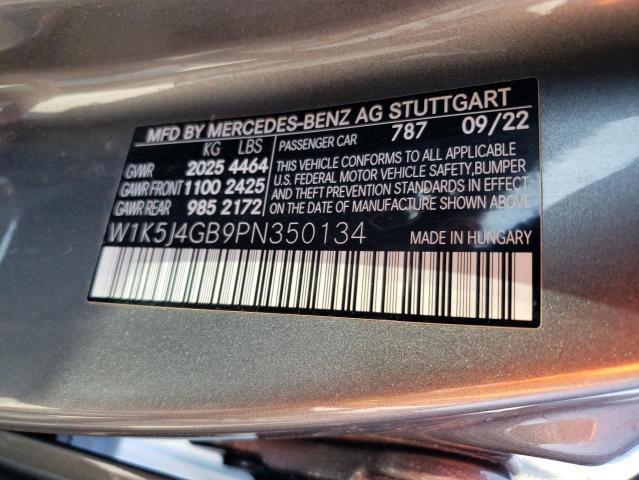 MFD BY MERCEDES-BENZ AG STUTTGART
KG LBS PASSENGER CAR 787 09/22
GVWR 2025 4464
GAWR FRONT 1100 2425
GAWR REAR 985 2172
THIS VEHICLE CONFORMS TO ALL APPLICABLE
U.S. FEDERAL MOTOR VEHICLE SAFETY, BUMPER
AND THEFT PREVENTION STANDARDS IN EFFECT
ON THE DATE OF MANUFACTURE SHOWN ABOVE
W1K5J4GB9PN350134 MADE IN HUNGARY